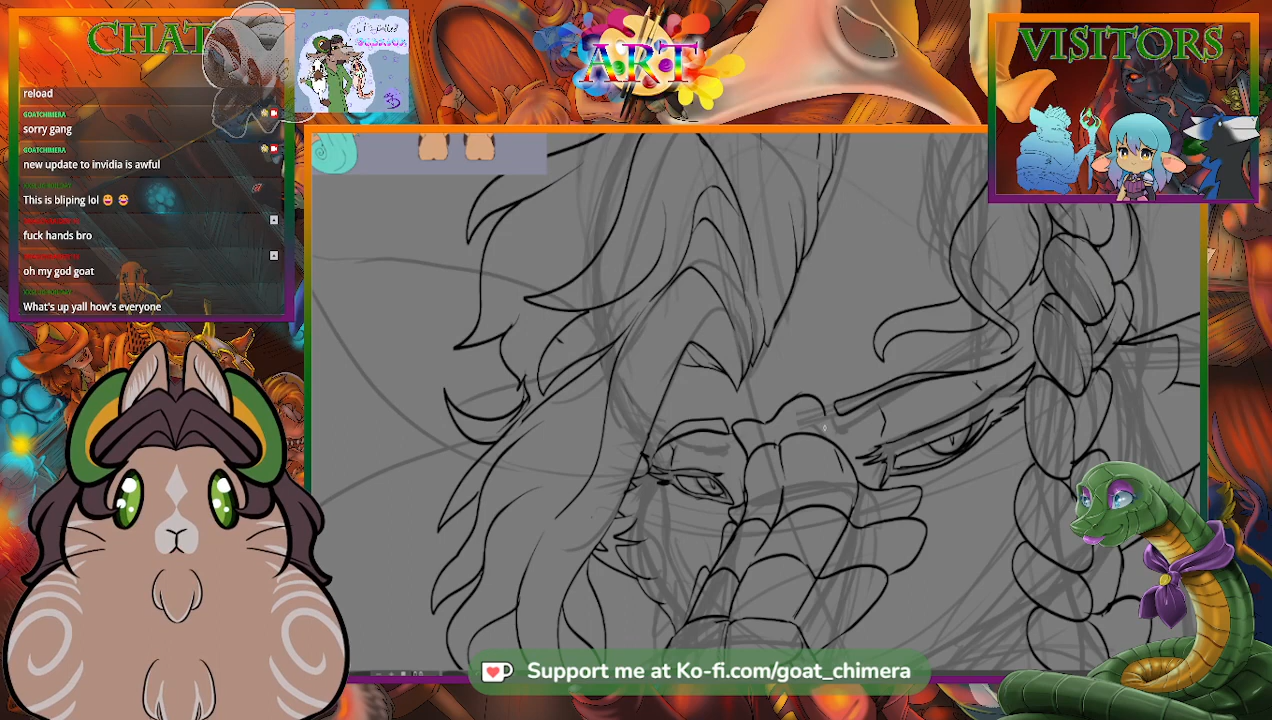 CHAT
reload
GOATCHIMERA
sorry gang
GOATCHIMERA
new update to invidia is awful
This is bliping lol
fuck hands bro
oh my god goat
What's up yall how's everyone
ART
VISITORS
Support me at Ko-fi.com/goat_chimera